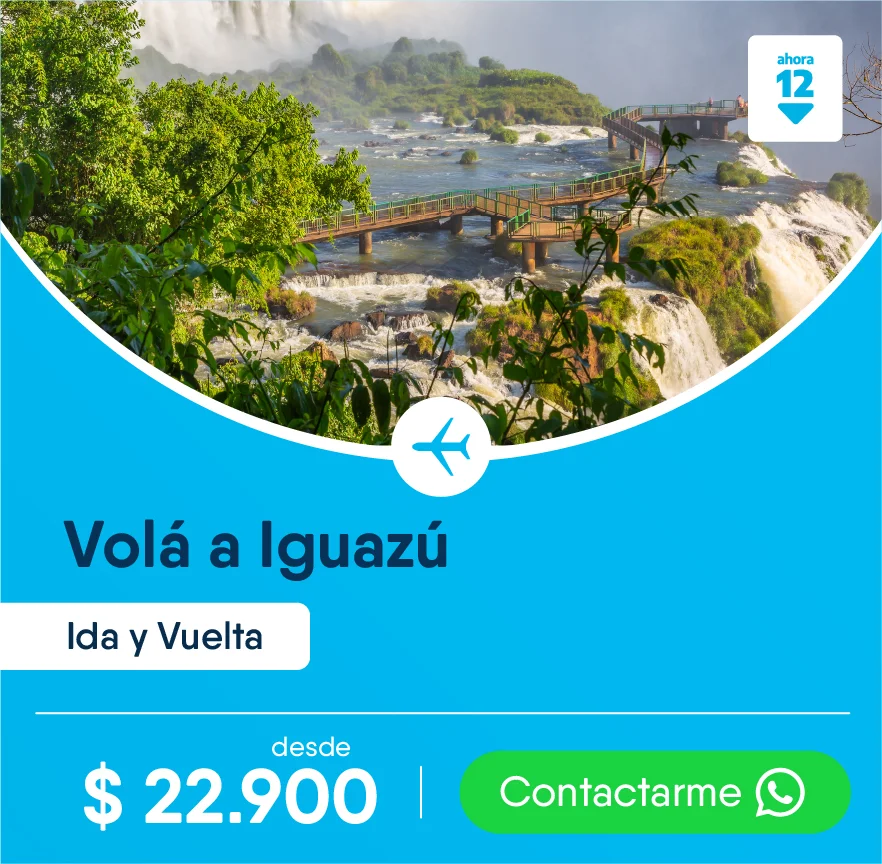 ahora
12
Volá a Iguazú
Ida y Vuelta
desde
$ 22.900
Contactarme